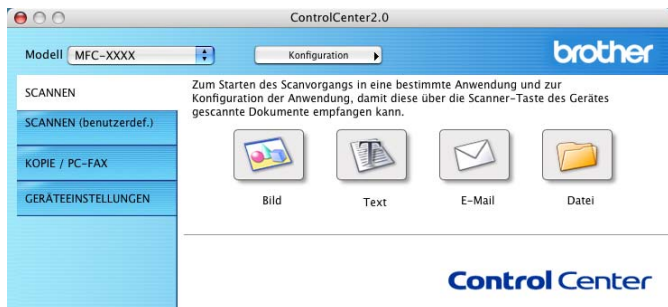 ControlCenter2.0
Modell MFC-XXXX Konfiguration brother
SCANNEN
SCANNEN (benutzerdef.)
KOPIE / PC-FAX
GERÄTEEINSTELLUNGEN
Zum Starten des Scanvorgangs in eine bestimmte Anwendung und zur
Konfiguration der Anwendung, damit diese über die Scanner-Taste des Gerätes
gescannte Dokumente empfangen kann.
Bild Text E-Mail Datei
Control Center